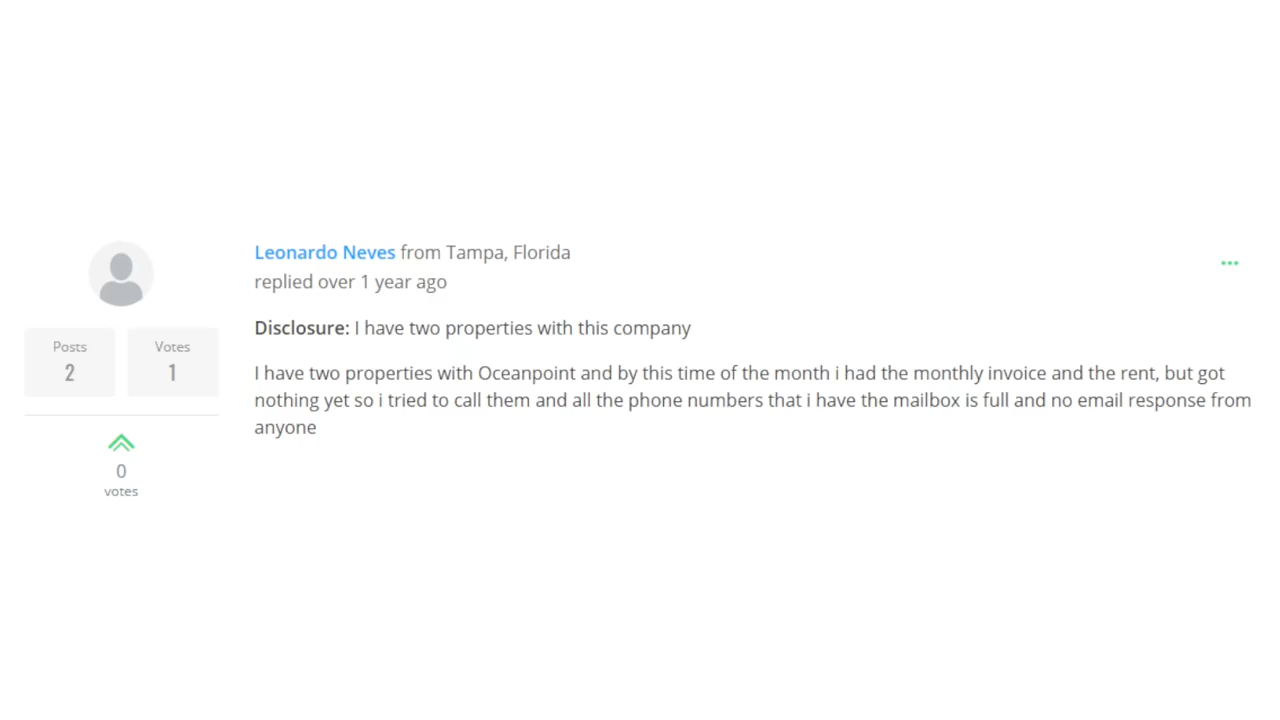 Leonardo Neves from Tampa, Florida
replied over 1 year ago
Posts
2
Votes
1
0
votes
Disclosure: I have two properties with this company
I have two properties with Oceanpoint and by this time of the month i had the monthly invoice and the rent, but got
nothing yet so i tried to call them and all the phone numbers that i have the mailbox is full and no email response from
anyone